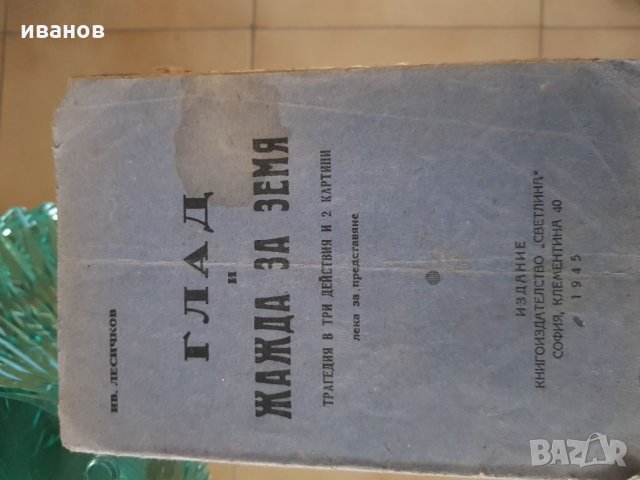 иванов
ИВ. ЛЕСИЧКОВ
ГЛАД
И
ЖАЖДА ЗА ЗЕМЯ
ТРАГЕДИЯ В ТРИ ДЕЙСТВИЯ И 2 КАРТИНИ
лека за представяне
ИЗДАНИЕ
КНИГОИЗДАТЕЛСТВО „СВЕТЛИНА"
СОФИЯ, КЛЕМЕНТИНА 40
1945
BAZAR